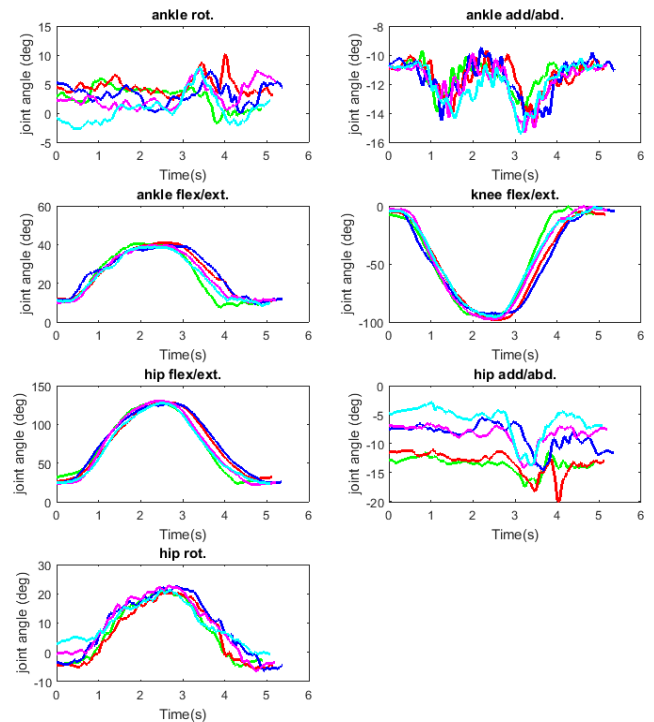 ankle rot.
15
10
5
0
-5
joint angle (deg)
0 1 2 3 4 5 6
Time(s)
ankle add/abd.
-8
-10
-12
-14
-16
joint angle (deg)
0 1 2 3 4 5 6
Time(s)
ankle flex/ext.
60
40
20
0
joint angle (deg)
0 1 2 3 4 5 6
Time(s)
knee flex/ext.
0
-50
-100
joint angle (deg)
0 1 2 3 4 5 6
Time(s)
hip flex/ext.
150
100
50
0
joint angle (deg)
0 1 2 3 4 5 6
Time(s)
hip add/abd.
0
-5
-10
-15
-20
joint angle (deg)
0 1 2 3 4 5 6
Time(s)
hip rot.
30
20
10
0
-10
joint angle (deg)
0 1 2 3 4 5 6
Time(s)